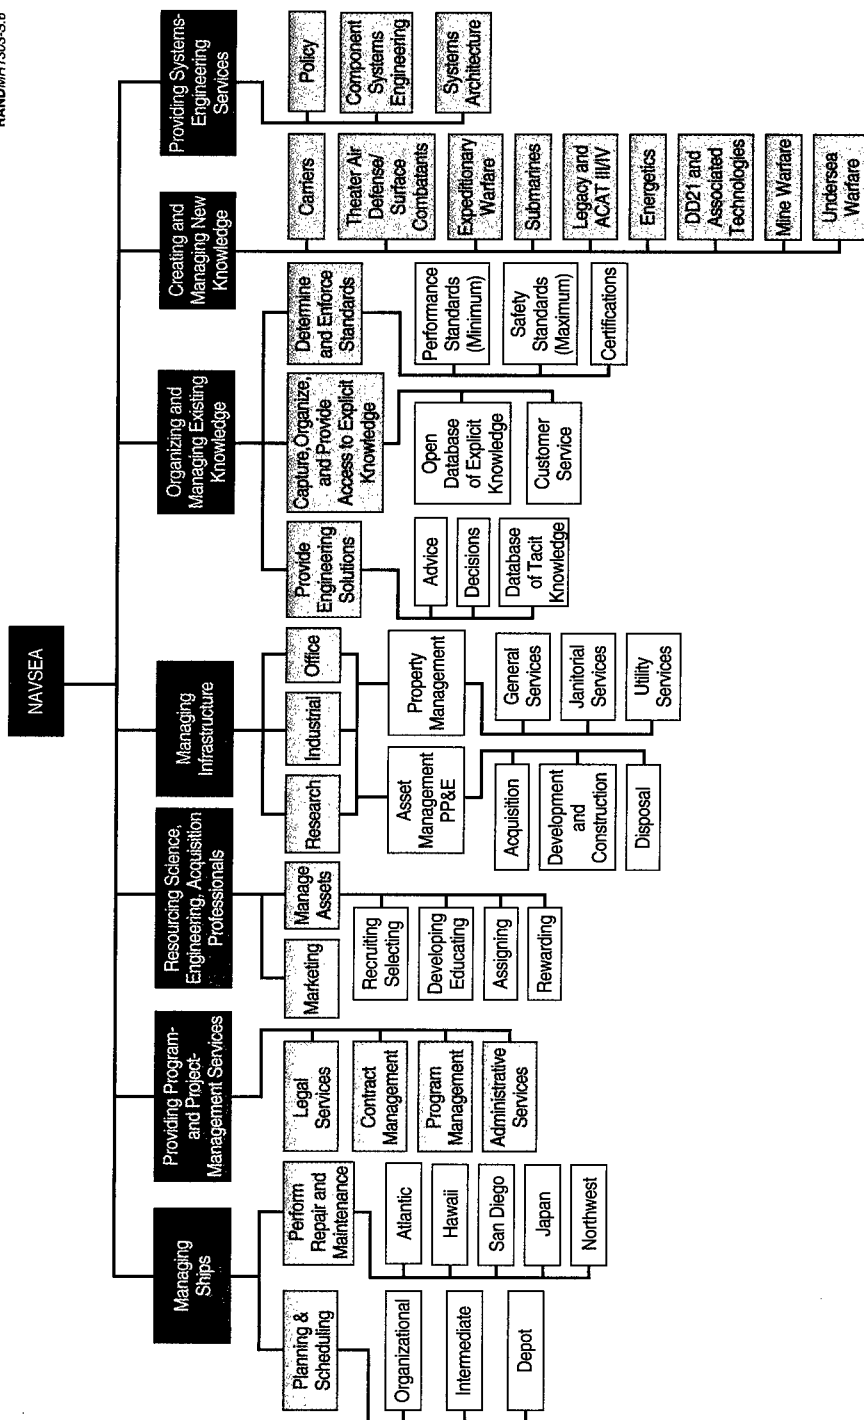 NAVSEA
Managing
Ships
Planning &
Scheduling
Organizational
Intermediate
Depot
Perform
Repair and
Maintenance
Atlantic
Hawaii
San Diego
Japan
Northwest
Providing Program-
and Project-
Management Services
Legal
Services
Contract
Management
Program
Management
Administrative
Services
Resourcing Science,
Engineering, Acquisition
Professionals
Marketing
Manage
Assets
Recruiting
Selecting
Developing
Educating
Assigning
Rewarding
Managing
Infrastructure
Research
Industrial
Office
Asset
Management
PP&E
Acquisition
Development
and
Construction
Disposal
Property
Management
General
Services
Janitorial
Services
Utility
Services
Organizing and
Managing Existing
Knowledge
Provide
Engineering
Solutions
Advice
Decisions
Database
of Tacit
Knowledge
Capture, Organize,
and Provide
Access to Explicit
Knowledge
Open
Database
of Explicit
Knowledge
Customer
Service
Determine
and Enforce
Standards
Performance
Standards
(Minimum)
Safety
Standards
(Maximum)
Certifications
Creating and
Managing New
Knowledge
Carriers
Theater Air
Defense/
Surface
Combatants
Expeditionary
Warfare
Submarines
Legacy and
ACAT III/IV
Energetics
DD21 and
Associated
Technologies
Mine Warfare
Undersea
Warfare
Providing Systems-
Engineering
Services
Policy
Component
Systems
Engineering
Systems
Architecture